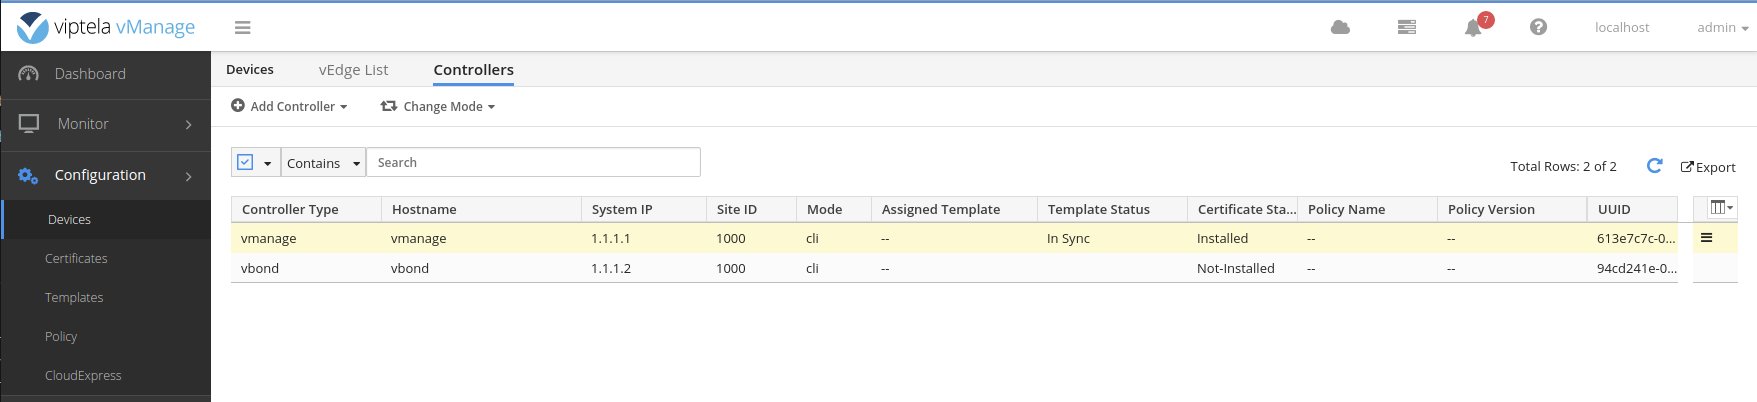 viptela vManage
7
localhost
admin
Dashboard
Monitor
Configuration
Devices
Certificates
Templates
Policy
CloudExpress
Devices vEdge List Controllers
Add Controller Change Mode
Contains Search
Total Rows: 2 of 2 Export
Controller Type Hostname System IP Site ID Mode Assigned Template Template Status Certificate Sta... Policy Name Policy Version UUID
vmanage vmanage 1.1.1.1 1000 cli -- In Sync Installed -- -- 613e7c7c-0...
vbond vbond 1.1.1.2 1000 cli -- Not-Installed -- -- 94cd241e-0...